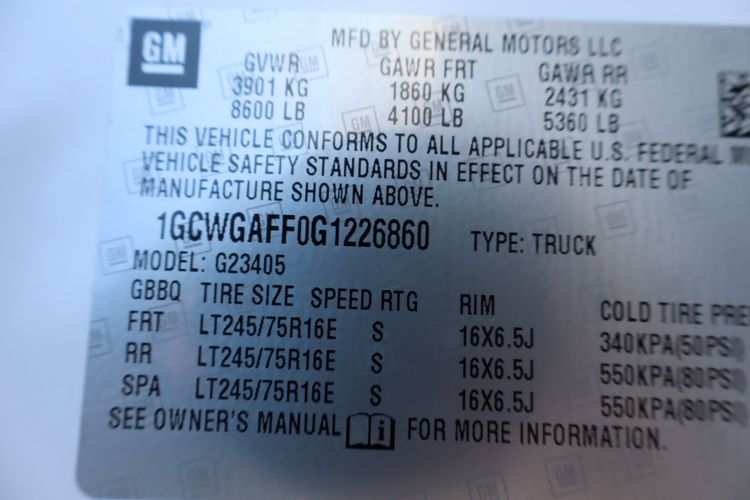 GM
MFD BY GENERAL MOTORS LLC
GVWR GAWR FRT GAWR RR
3901 KG 1860 KG 2431 KG
8600 LB 4100 LB 5360 LB
THIS VEHICLE CONFORMS TO ALL APPLICABLE U.S. FEDERAL
VEHICLE SAFETY STANDARDS IN EFFECT ON THE DATE OF
MANUFACTURE SHOWN ABOVE.
1GCWGAFF0G1226860 TYPE: TRUCK
MODEL: G23405
GBBQ TIRE SIZE SPEED RTG RIM COLD TIRE PRE
FRT LT245/75R16E S 16X6.5J 340KPA(50PSI)
RR LT245/75R16E S 16X6.5J 550KPA(80PSI)
SPA LT245/75R16E S 16X6.5J 550KPA(80PSI)
SEE OWNER'S MANUAL i FOR MORE INFORMATION.